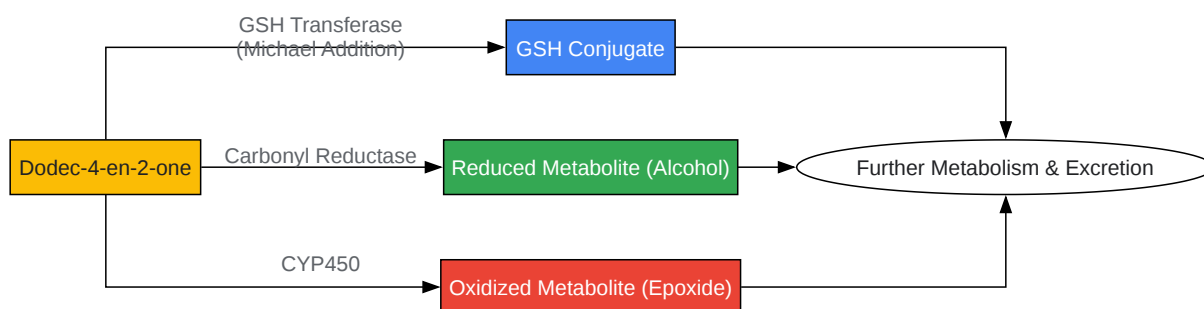 GSH Transferase
(Michael Addition)
GSH Conjugate
Dodec-4-en-2-one
Carbonyl Reductase
Reduced Metabolite (Alcohol)
Further Metabolism & Excretion
CYP450
Oxidized Metabolite (Epoxide)